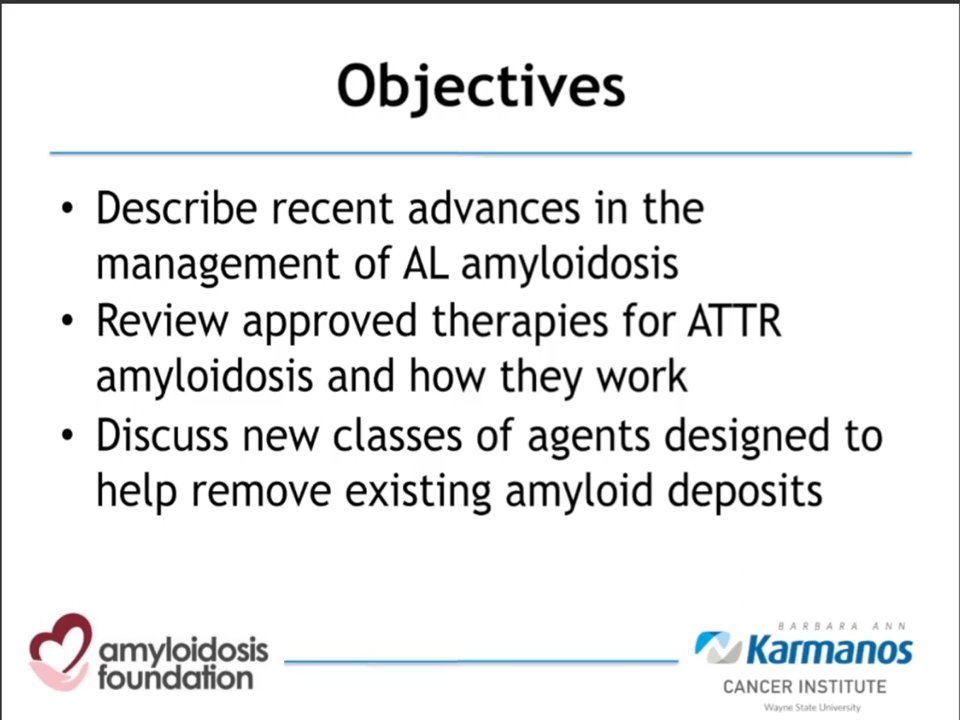 Objectives
• Describe recent advances in the
management of AL amyloidosis
• Review approved therapies for ATTR
amyloidosis and how they work
• Discuss new classes of agents designed to
help remove existing amyloid deposits
amyloidosis
foundation
BARBARA ANN
Karmanos
CANCER INSTITUTE
Wayne State University